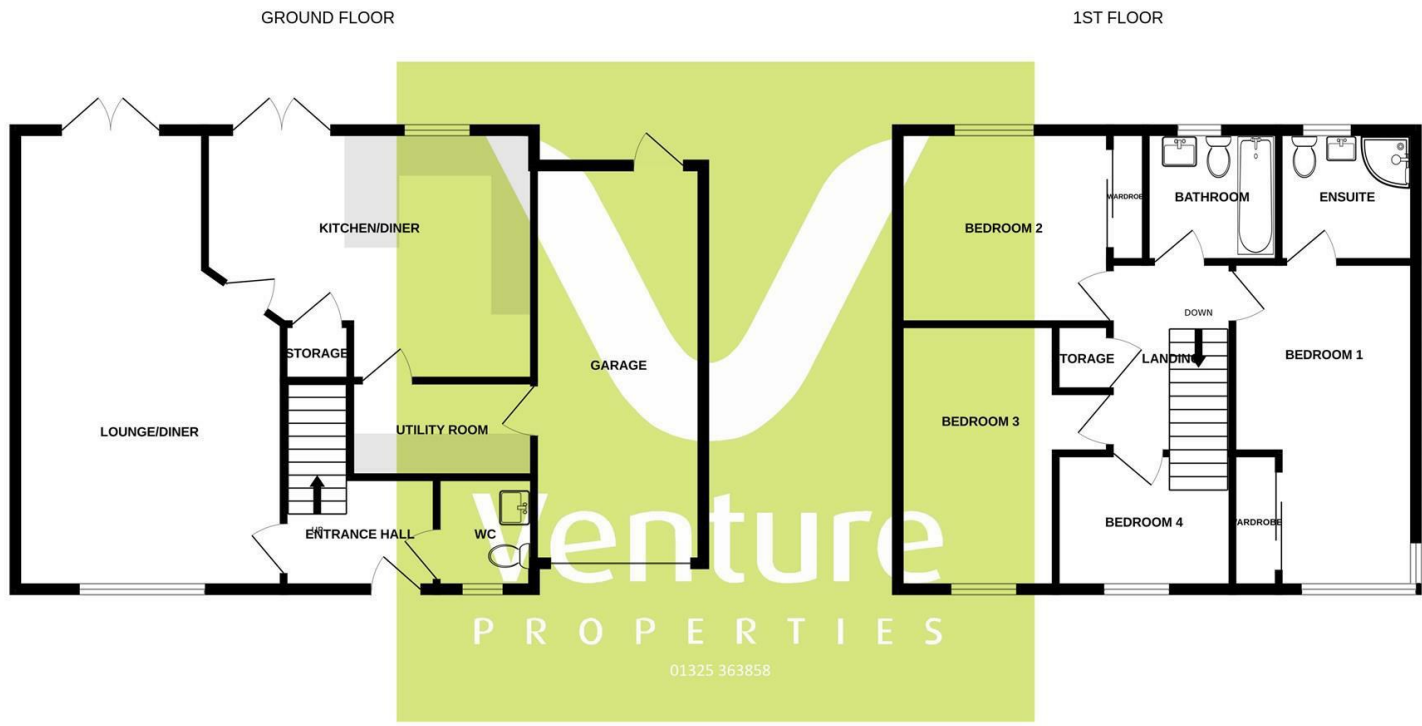 GROUND FLOOR
KITCHEN/DINER
STORAGE
GARAGE
LOUNGE/DINER
UTILITY ROOM
UP
ENTRANCE HALL
WC
1ST FLOOR
WARDROBE
BATHROOM
ENSUITE
BEDROOM 2
DOWN
TORAGE
LANDING
BEDROOM 1
BEDROOM 3
BEDROOM 4
WARDROBE
Venture
PROPERTIES
01325 363858